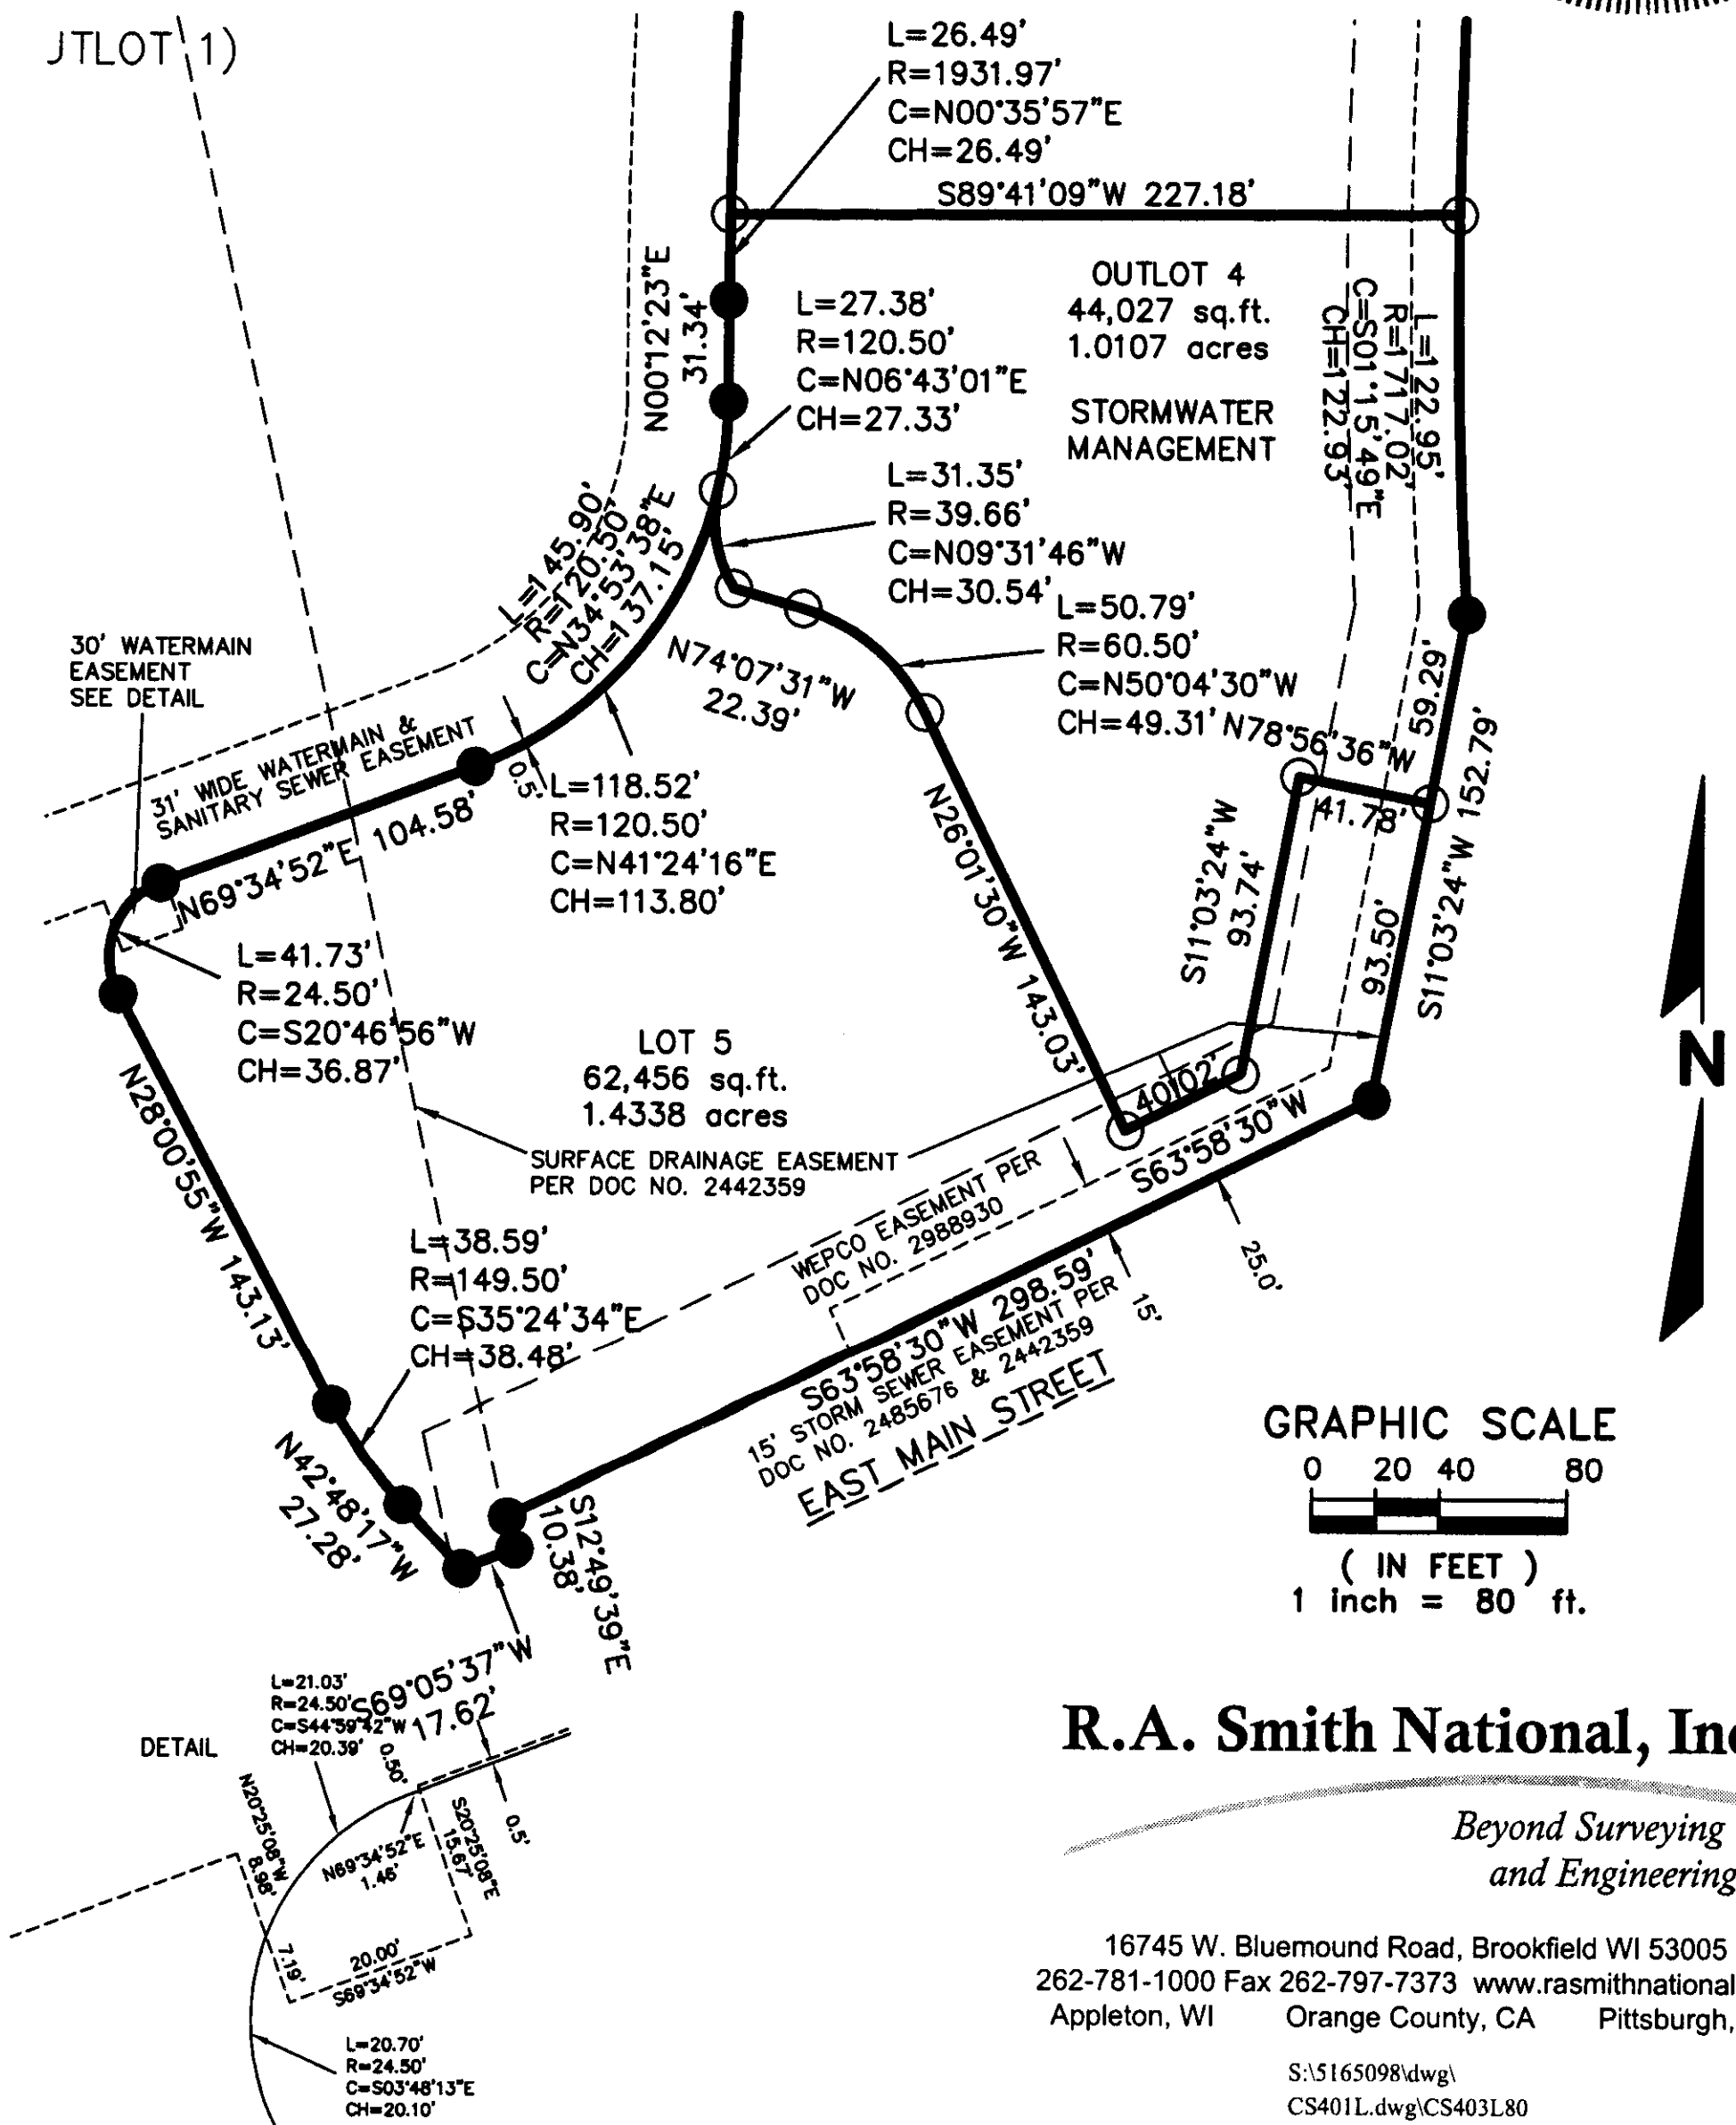 JTLOT 1)
L=26.49'
R=1931.97'
C=N00°35'57"E
CH=26.49'
S89°41'09"W 227.18'
N00°12'23"E
31.34'
L=27.38'
R=120.50'
C=N06°43'01"E
CH=27.33'
OUTLOT 4
44,027 sq.ft.
1.0107 acres
STORMWATER
MANAGEMENT
L=122.95'
R=1717.02'
C=S01°15'49"E
CH=122.93'
L=31.35'
R=39.66'
C=N09°31'46"W
CH=30.54'
L=145.90'
R=120.50'
C=N34°53'38"E
CH=137.15'
L=50.79'
R=60.50'
C=N50°04'30"W
CH=49.31'
N74°07'31"W
22.39'
30' WATERMAIN
EASEMENT
SEE DETAIL
31' WIDE WATERMAIN &
SANITARY SEWER EASEMENT
0.5'
N69°34'52"E 104.58'
L=118.52'
R=120.50'
C=N41°24'16"E
CH=113.80'
N78°56'36"W
41.78'
59.29'
S11°03'24"W 152.79'
93.50'
S11°03'24"W
93.74'
N26°01'30"W 143.03'
40.02'
L=41.73'
R=24.50'
C=S20°46'56"W
CH=36.87'
LOT 5
62,456 sq.ft.
1.4338 acres
SURFACE DRAINAGE EASEMENT
PER DOC NO. 2442359
N28°00'55"W 143.13'
L=38.59'
R=149.50'
C=S35°24'34"E
CH=38.48'
WEPCO EASEMENT PER
DOC NO. 2988930
S63°58'30"W
25.0'
15'
S63°58'30"W 298.59'
15' STORM SEWER EASEMENT PER
DOC NO. 2485676 & 2442359
EAST MAIN STREET
N42°48'17"W
27.28'
S12°49'39"E
10.38'
S69°05'37"W
17.62'
N
GRAPHIC SCALE
0 20 40 80
( IN FEET )
1 inch = 80 ft.
DETAIL
L=21.03'
R=24.50'
C=S44°59'42"W
CH=20.39'
0.50'
0.5'
N20°25'08"W
8.98'
N69°34'52"E
1.46'
S20°25'08"E
15.67'
7.19'
20.00'
S69°34'52"W
L=20.70'
R=24.50'
C=S03°48'13"E
CH=20.10'
R.A. Smith National, Inc
Beyond Surveying
and Engineering
16745 W. Bluemound Road, Brookfield WI 53005
262-781-1000 Fax 262-797-7373 www.rasmithnational
Appleton, WI Orange County, CA Pittsburgh,
S:\5165098\dwg\
CS401L.dwg\CS403L80